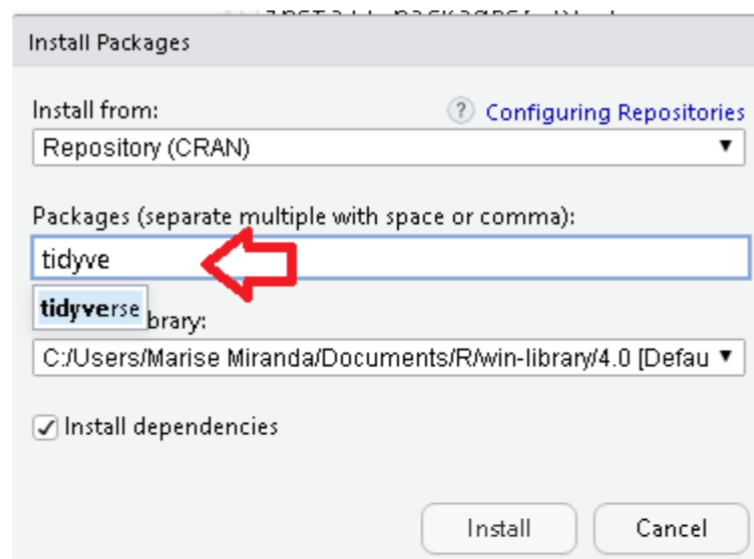 Install Packages
Install from:
? Configuring Repositories
Repository (CRAN)
Packages (separate multiple with space or comma):
tidyve
tidyverse
brary:
C:/Users/Marise Miranda/Documents/R/win-library/4.0 [Defau
Install dependencies
Install Cancel